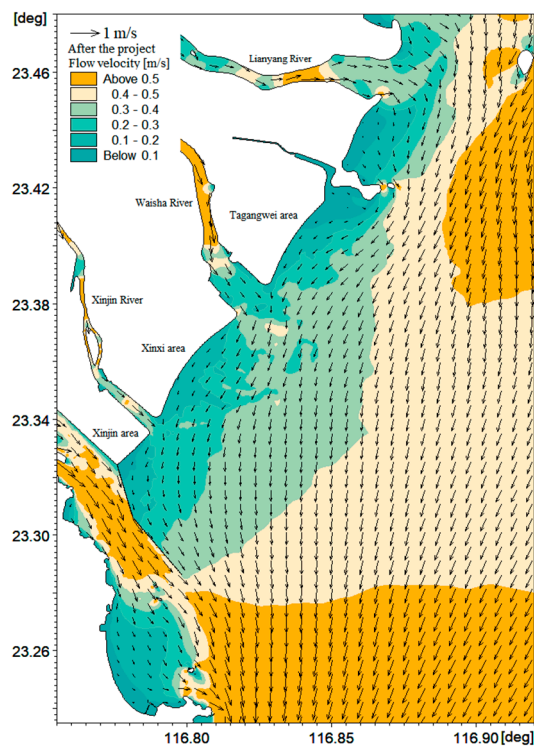 [deg]
1 m/s
After the project
Flow velocity [m/s]
Above 0.5
0.4 - 0.5
0.3 - 0.4
0.2 - 0.3
0.1 - 0.2
Below 0.1
Lianyang River
23.46
23.42
Waisha River
Tagangwei area
23.38
Xinjin River
Xinxi area
23.34
Xinjin area
23.30
23.26
116.80
116.85
116.90
[deg]